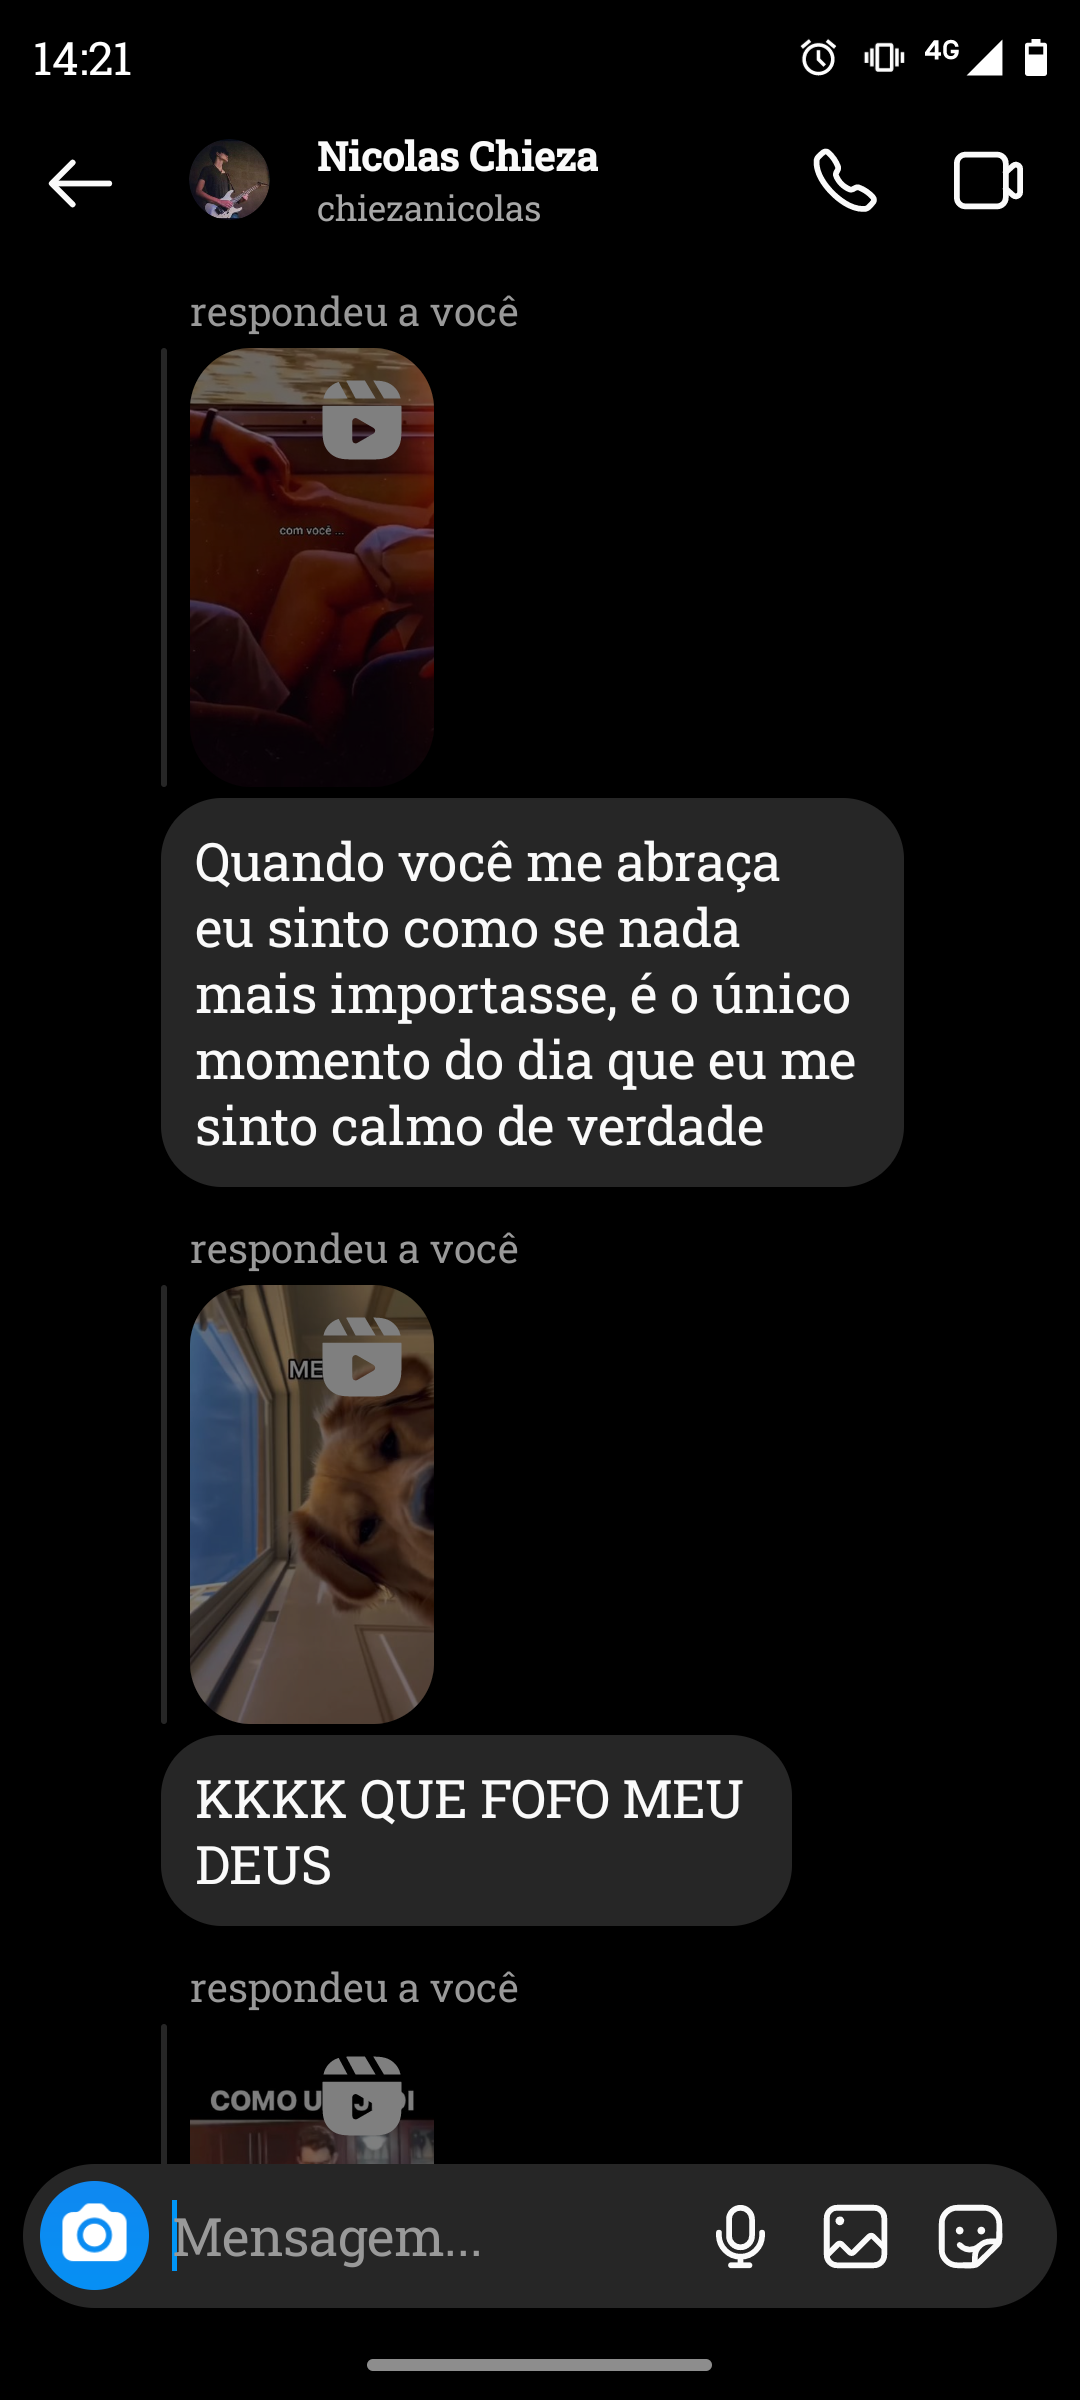 14:21
4G
Nicolas Chieza
chiezanicolas
respondeu a você
com você ...
Quando você me abraça
eu sinto como se nada
mais importasse, é o único
momento do dia que eu me
sinto calmo de verdade
respondeu a você
ME
KKKK QUE FOFO MEU
DEUS
respondeu a você
COMO
Mensagem...